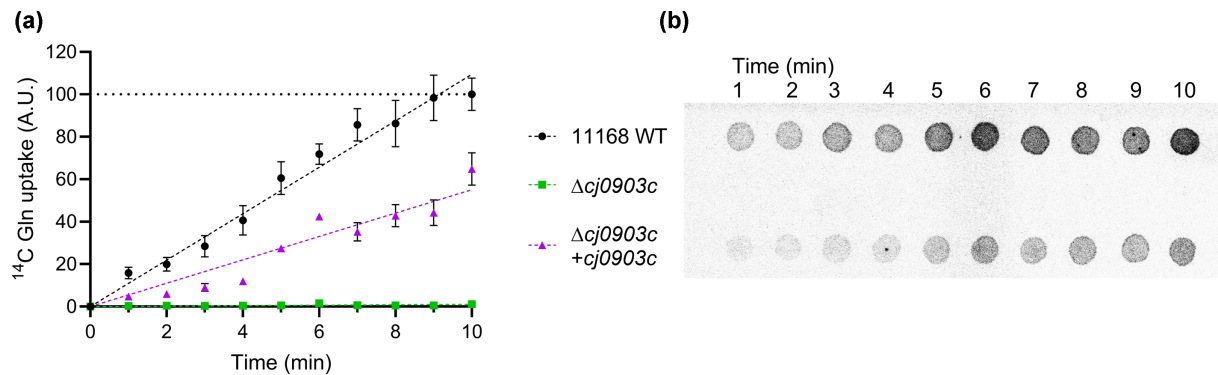 (a)
120
100
80
60
40
20
0
¹⁴C Gln uptake (A.U.)
0 2 4 6 8 10
Time (min)
11168 WT
Δcj0903c
Δcj0903c
+cj0903c
(b)
Time (min)
1 2 3 4 5 6 7 8 9 10